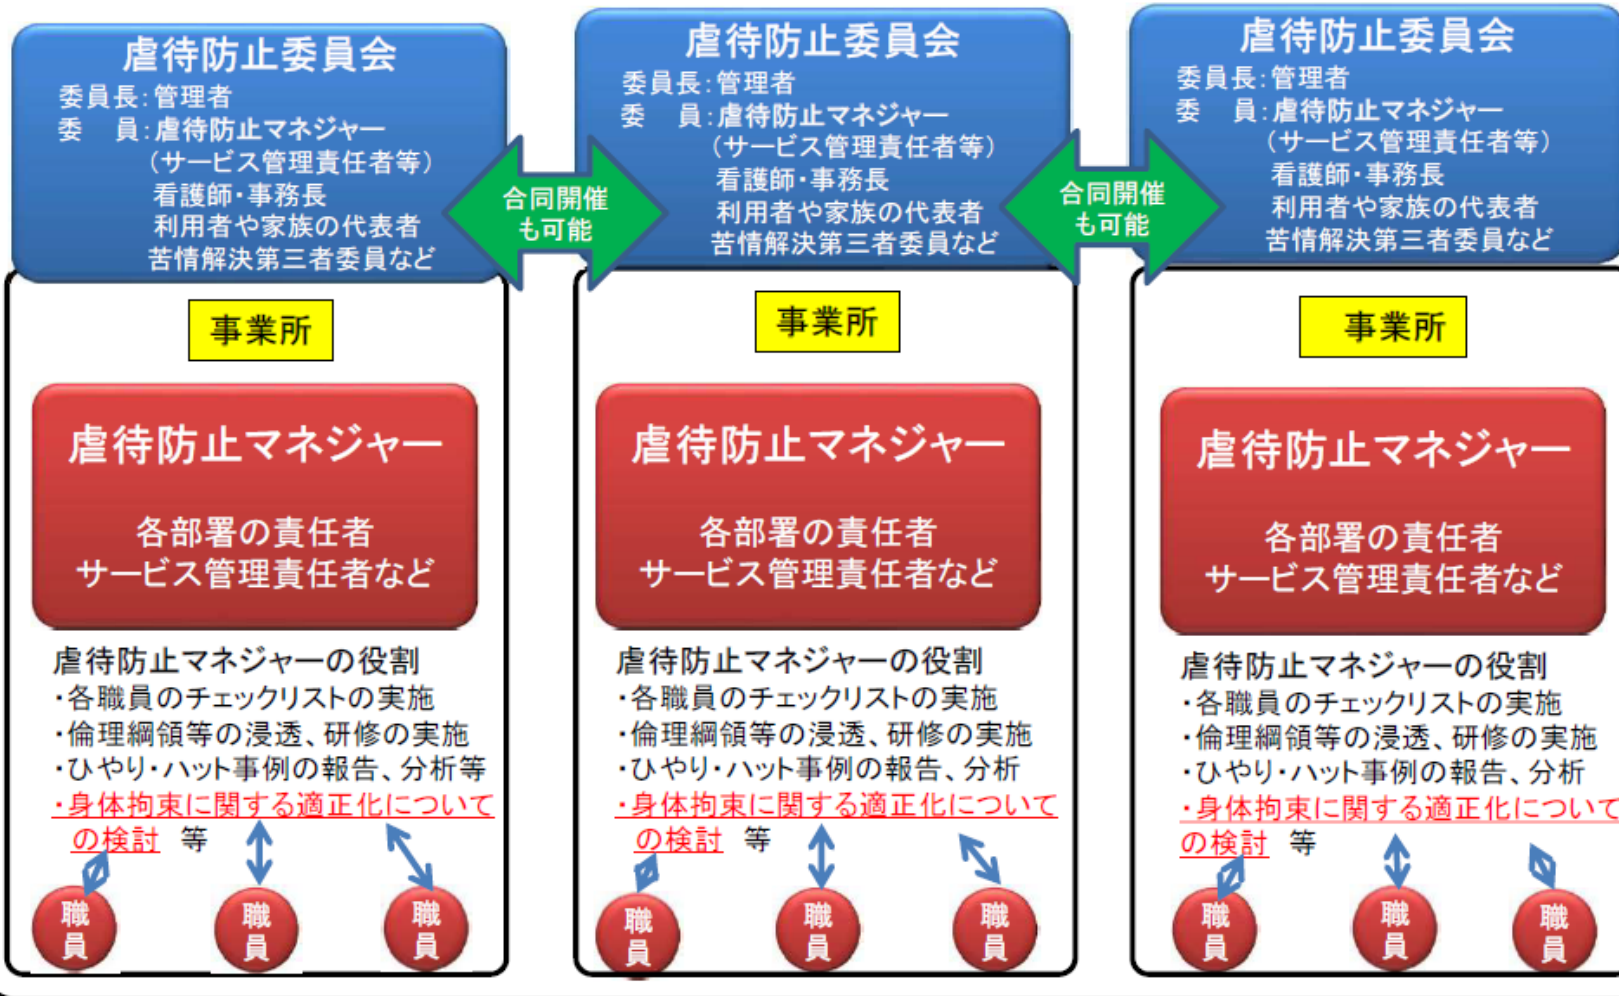 虐待防止委員会
委員長:管理者
委　員:虐待防止マネジャー
(サービス管理責任者等)
看護師・事務長
利用者や家族の代表者
苦情解決第三者委員など
合同開催
も可能
虐待防止委員会
委員長:管理者
委　員:虐待防止マネジャー
(サービス管理責任者等)
看護師・事務長
利用者や家族の代表者
苦情解決第三者委員など
合同開催
も可能
虐待防止委員会
委員長:管理者
委　員:虐待防止マネジャー
(サービス管理責任者等)
看護師・事務長
利用者や家族の代表者
苦情解決第三者委員など
事業所
虐待防止マネジャー
各部署の責任者
サービス管理責任者など
虐待防止マネジャーの役割
・各職員のチェックリストの実施
・倫理綱領等の浸透、研修の実施
・ひやり・ハット事例の報告、分析等
・身体拘束に関する適正化について
の検討　等
職員
職員
職員
事業所
虐待防止マネジャー
各部署の責任者
サービス管理責任者など
虐待防止マネジャーの役割
・各職員のチェックリストの実施
・倫理綱領等の浸透、研修の実施
・ひやり・ハット事例の報告、分析
・身体拘束に関する適正化について
の検討　等
職員
職員
職員
事業所
虐待防止マネジャー
各部署の責任者
サービス管理責任者など
虐待防止マネジャーの役割
・各職員のチェックリストの実施
・倫理綱領等の浸透、研修の実施
・ひやり・ハット事例の報告、分析
・身体拘束に関する適正化について
の検討　等
職員
職員
職員